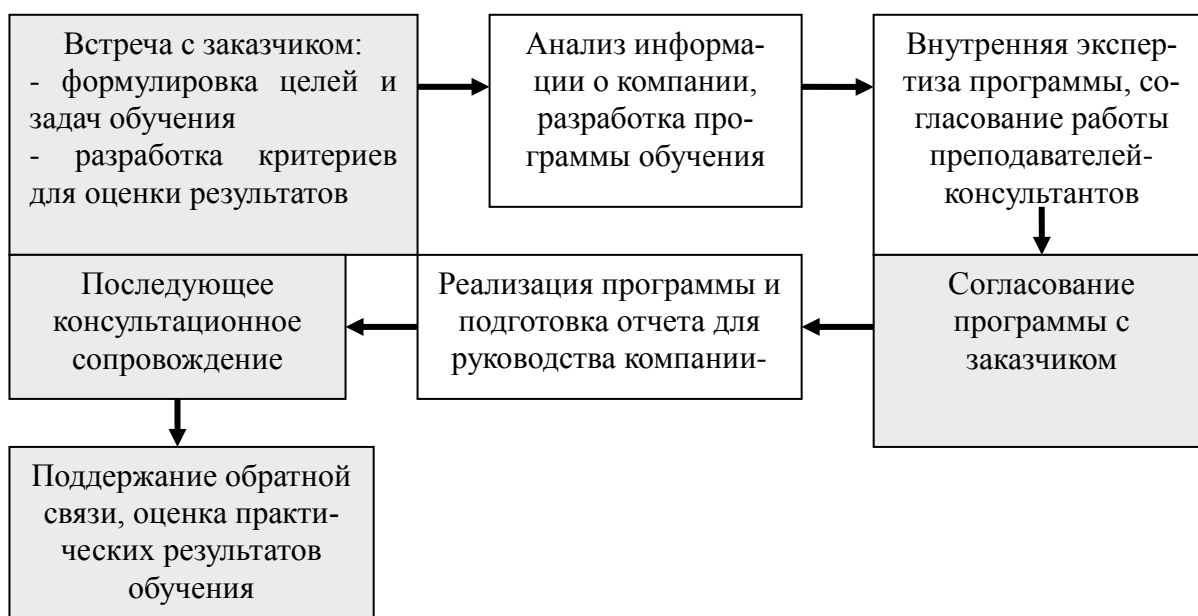 Встреча с заказчиком:
- формулировка целей и
задач обучения
- разработка критериев
для оценки результатов
Анализ информа-
ции о компании,
разработка про-
граммы обучения
Внутренняя экспер-
тиза программы, со-
гласование работы
преподавателей-
консультантов
Согласование
программы с
заказчиком
Реализация программы и
подготовка отчета для
руководства компании-
Последующее
консультационное
сопровождение
Поддержание обратной
связи, оценка практи-
ческих результатов
обучения